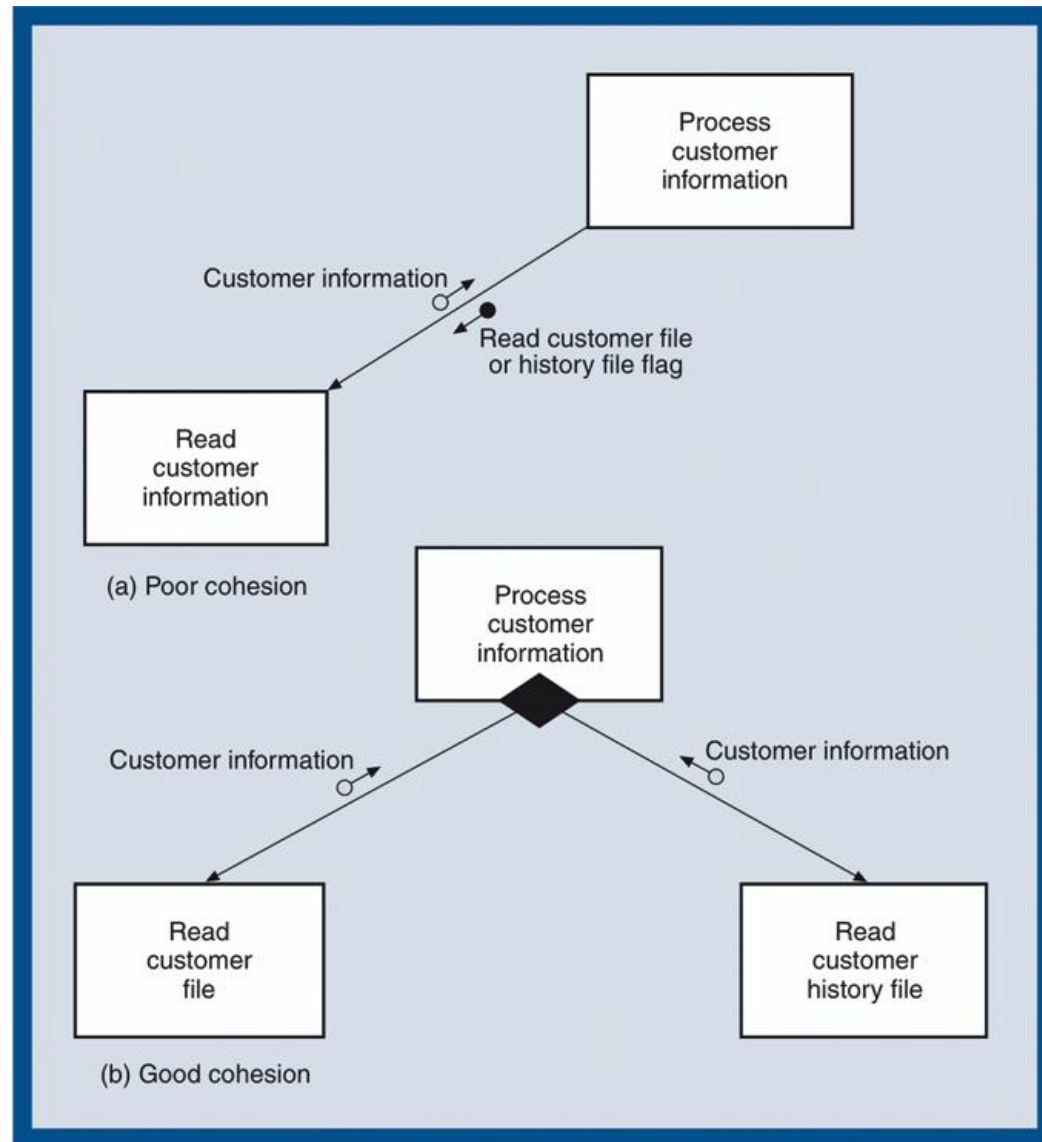 Process
customer
information
Customer information
Read customer file
or history file flag
Read
customer
information
(a) Poor cohesion
Process
customer
information
Customer information
Customer information
Read
customer
file
Read
customer
history file
(b) Good cohesion